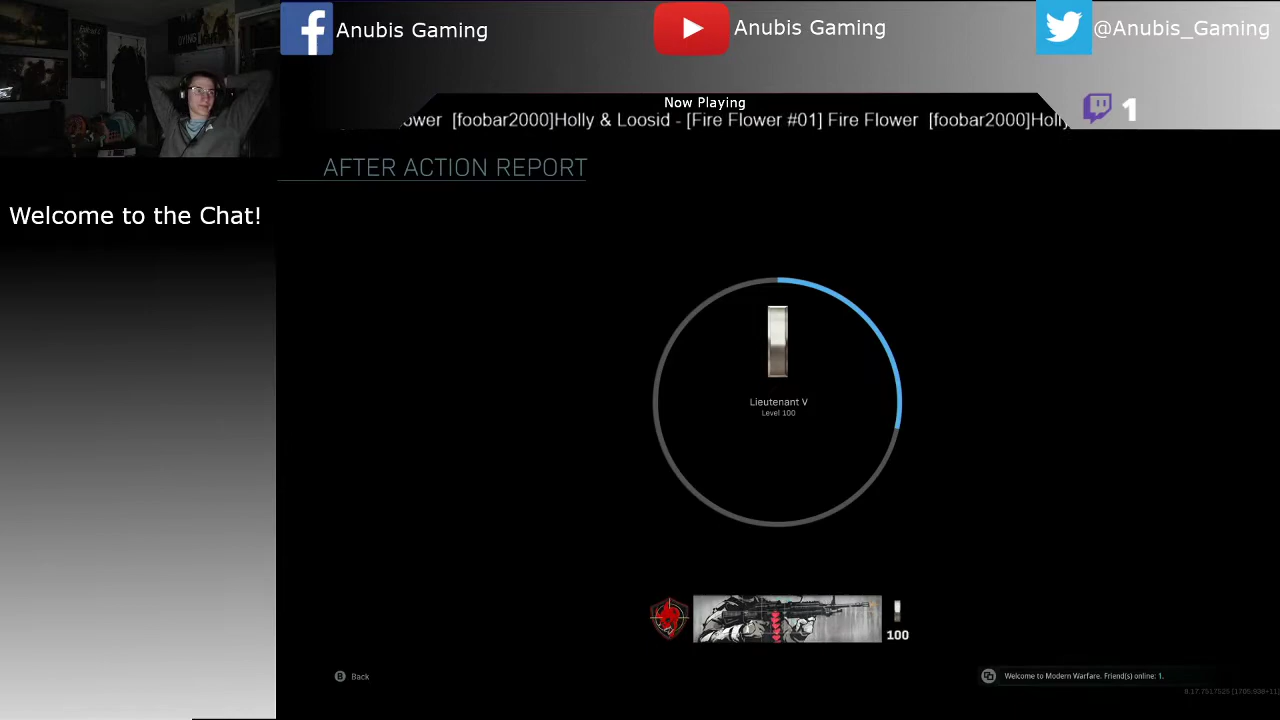 Anubis Gaming
Anubis Gaming
@Anubis_Gaming
Now Playing
ower [foobar2000]Holly & Loosid - [Fire Flower #01] Fire Flower [foobar2000]Holly
1
AFTER ACTION REPORT
Welcome to the Chat!
Lieutenant V
Level 100
100
B Back
Welcome to Modern Warfare. Friend(s) online: 1.